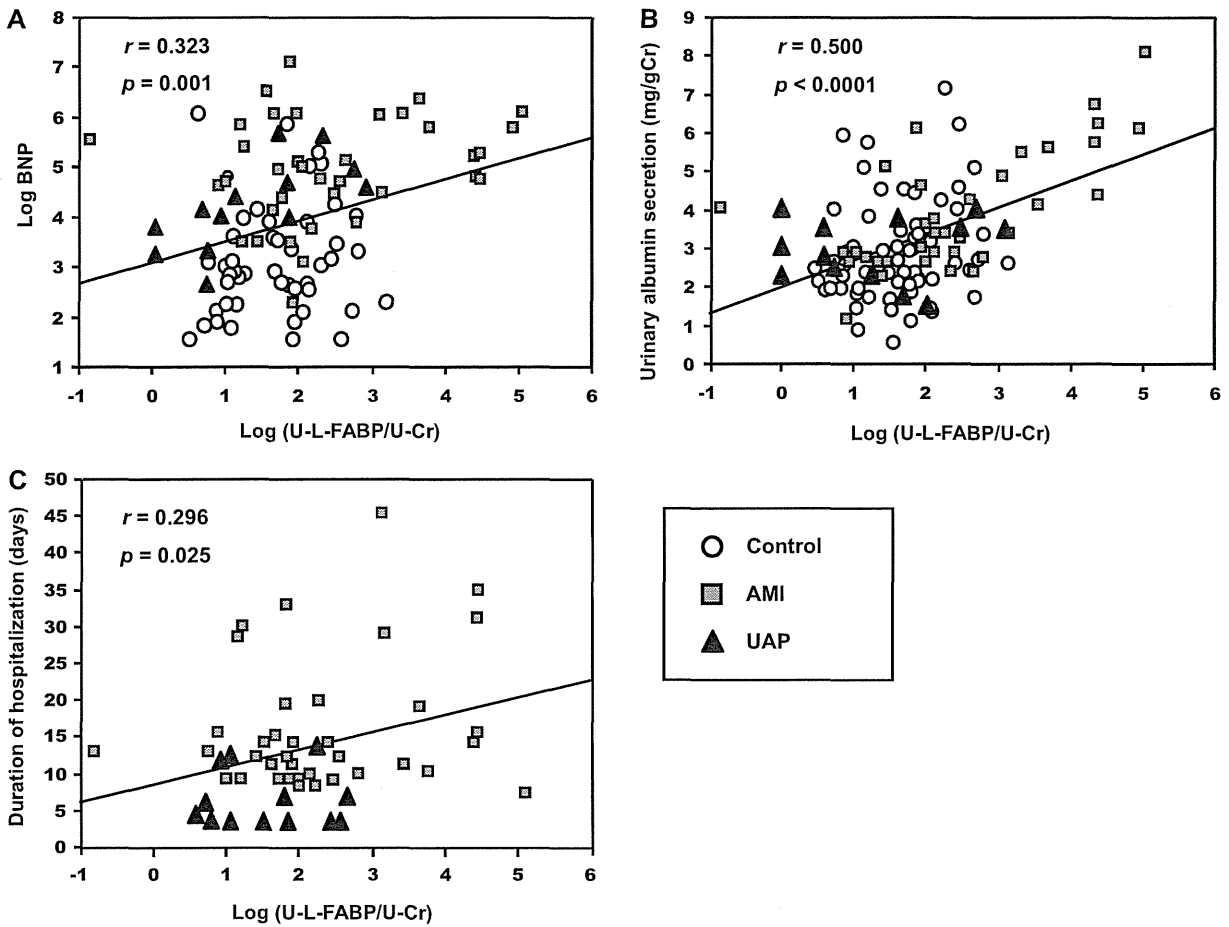 A
r = 0.323
p = 0.001
Log BNP
8
7
6
5
4
3
2
1
-1 0 1 2 3 4 5 6
Log (U-L-FABP/U-Cr)
B
r = 0.500
p < 0.0001
Urinary albumin secretion (mg/gCr)
9
8
7
6
5
4
3
2
1
0
-1 0 1 2 3 4 5 6
Log (U-L-FABP/U-Cr)
C
r = 0.296
p = 0.025
Duration of hospitalization (days)
50
45
40
35
30
25
20
15
10
5
0
-1 0 1 2 3 4 5 6
Log (U-L-FABP/U-Cr)
Control
AMI
UAP